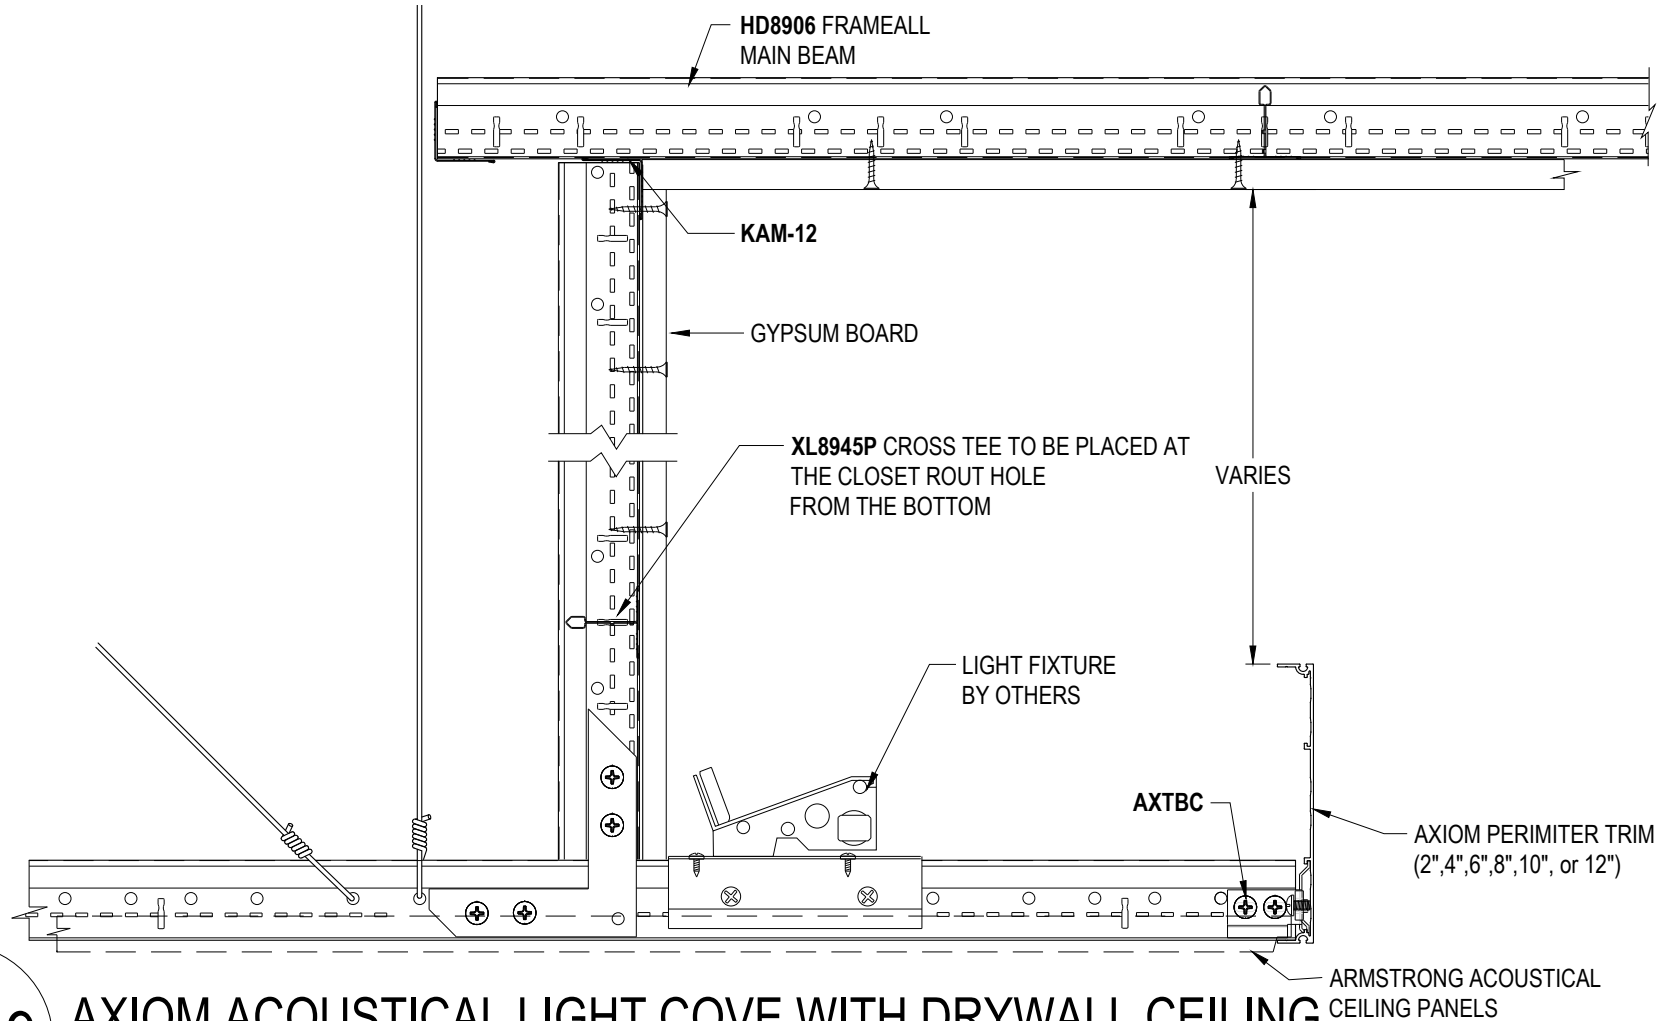 HD8906 FRAMEALL
MAIN BEAM
KAM-12
GYPSUM BOARD
XL8945P CROSS TEE TO BE PLACED AT
THE CLOSET ROUT HOLE
FROM THE BOTTOM
VARIES
LIGHT FIXTURE
BY OTHERS
AXTBC
AXIOM PERIMITER TRIM
(2",4",6",8",10", or 12")
ARMSTRONG ACOUSTICAL
CEILING PANELS
AXIOM ACOUSTICAL LIGHT COVE WITH DRYWALL CEILING